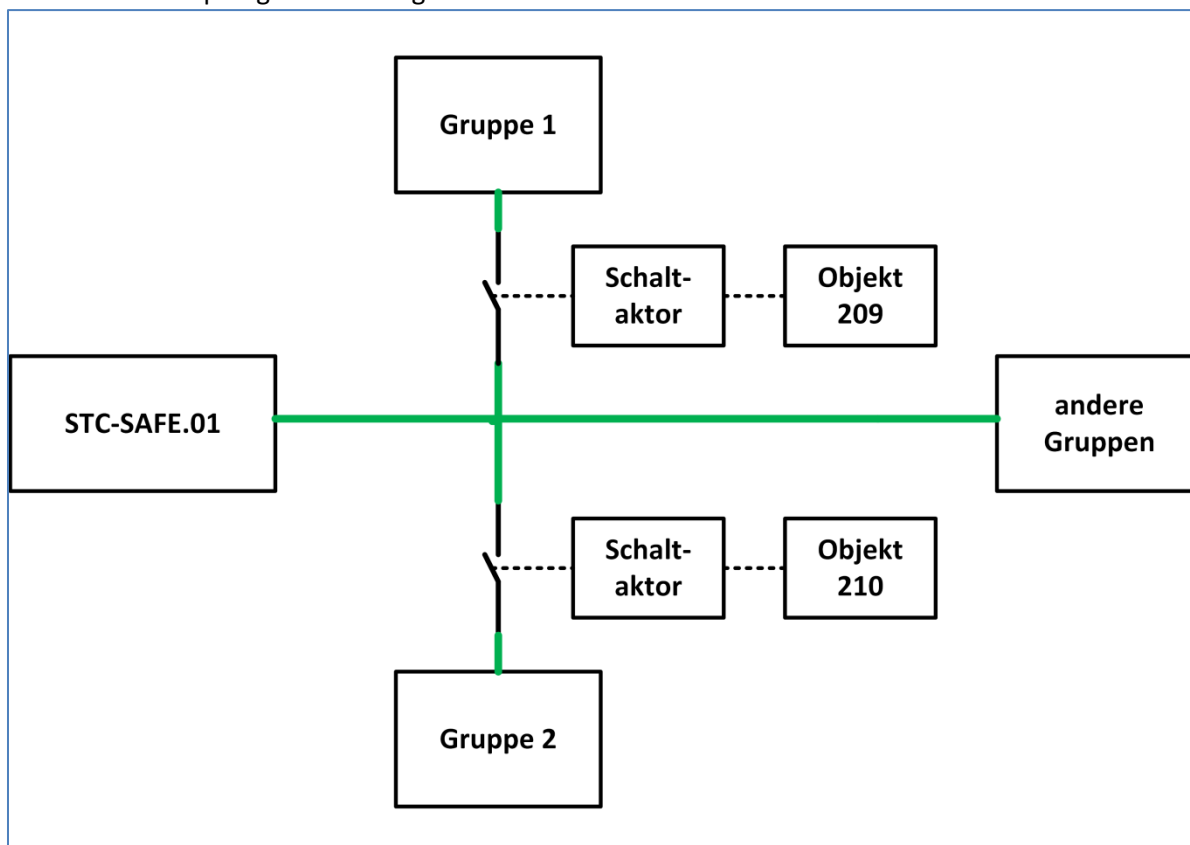 Gruppe 1
Schalt-
aktor
Objekt
209
STC-SAFE.01
andere
Gruppen
Schalt-
aktor
Objekt
210
Gruppe 2